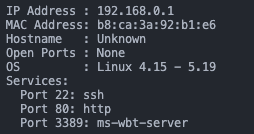 IP Address : 192.168.0.1
MAC Address: b8:ca:3a:92:b1:e6
Hostname   : Unknown
Open Ports : None
OS         : Linux 4.15 - 5.19
Services:
  Port 22: ssh
  Port 80: http
  Port 3389: ms-wbt-server